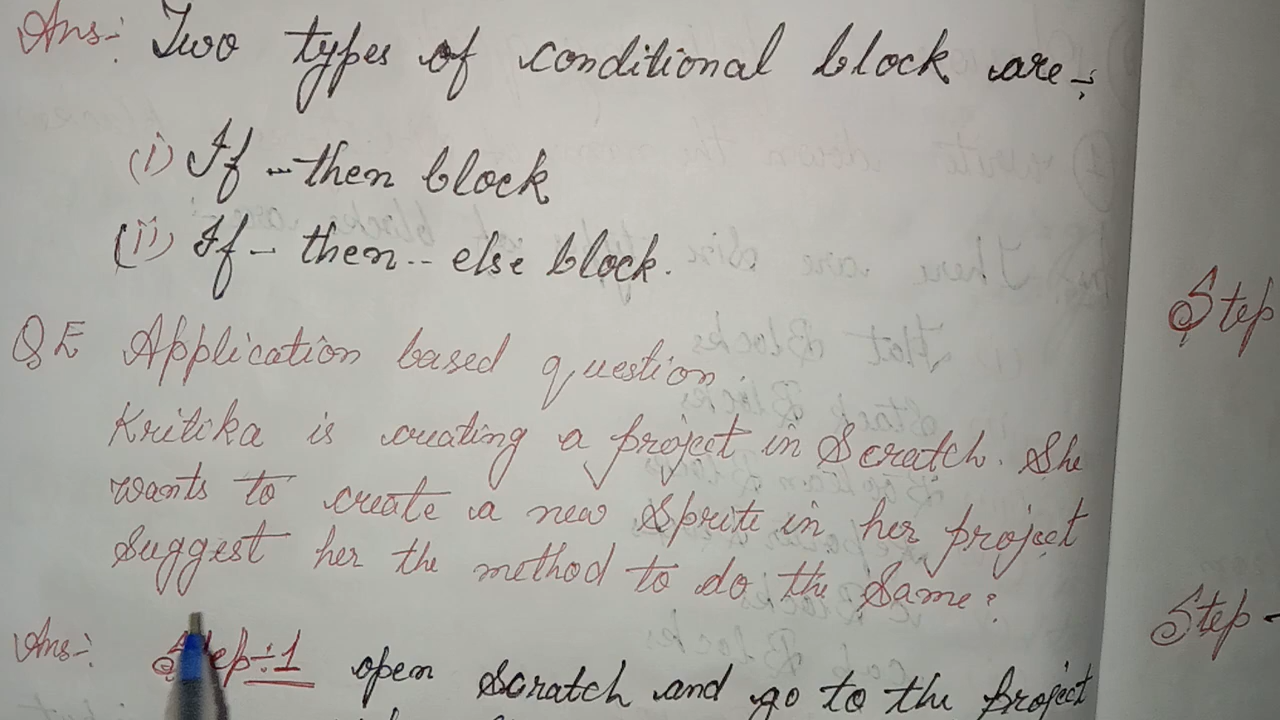 Ans-: Two types of conditional block are-:
(i) If -- then block
(ii) If - then -- else block.
Q E Application based question.
Kritika is creating a project in Scratch. She
wants to create a new Sprite in her project
Suggest her the method to do the Same?
Ans-: Step÷1 open Scratch and go to the Project
Step
Step -